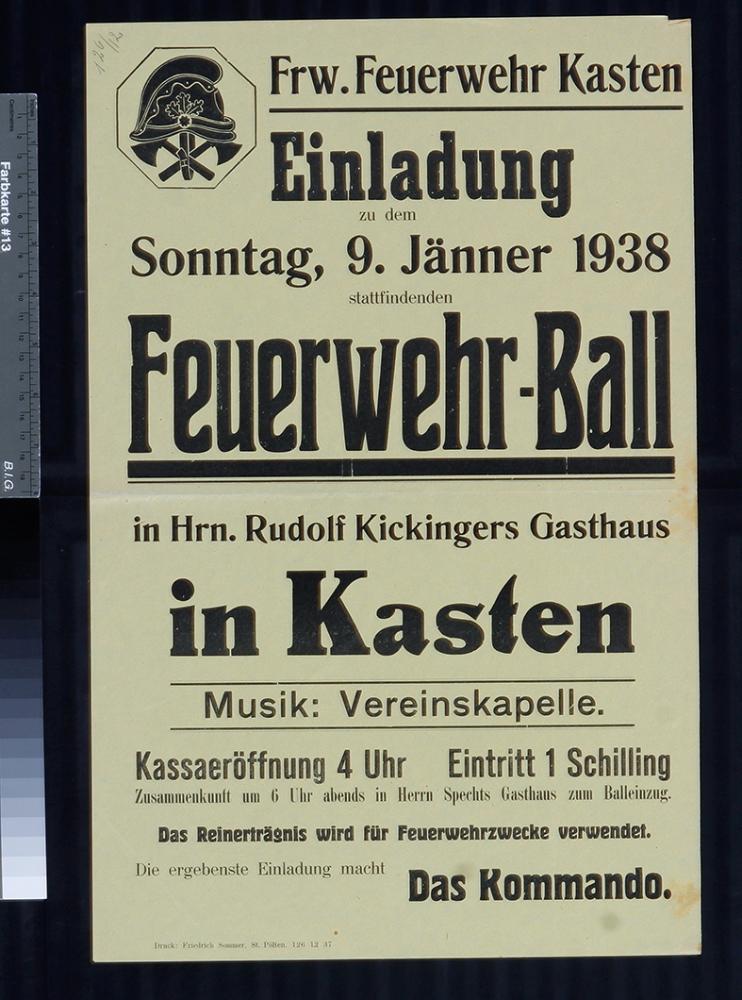 Frw. Feuerwehr Kasten
Einladung
zu dem
Sonntag, 9. Jänner 1938
stattfindenden
Feuerwehr-Ball
in Hrn. Rudolf Kickingers Gasthaus
in Kasten
Musik: Vereinskapelle.
Kassaeröffnung 4 Uhr Eintritt 1 Schilling
Zusammenkunft um 6 Uhr abends in Herrn Spechts Gasthaus zum Balleinzug.
Das Reinerträgnis wird für Feuerwehrzwecke verwendet.
Die ergebenste Einladung macht
Das Kommando.
Druck: Friedrich Sommer, St. Pölten. 126 12 37
Farbkarte #13
B.I.G.
Centimetres
Inches